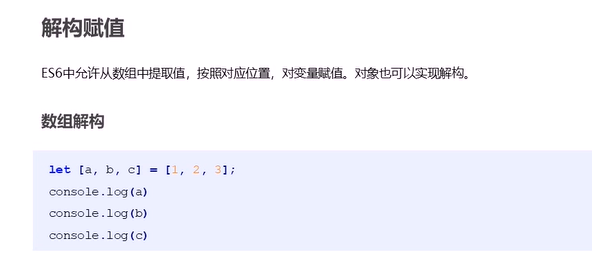 解构赋值
ES6中允许从数组中提取值，按照对应位置，对变量赋值。对象也可以实现解构。
数组解构
let [a, b, c] = [1, 2, 3];
console.log(a)
console.log(b)
console.log(c)